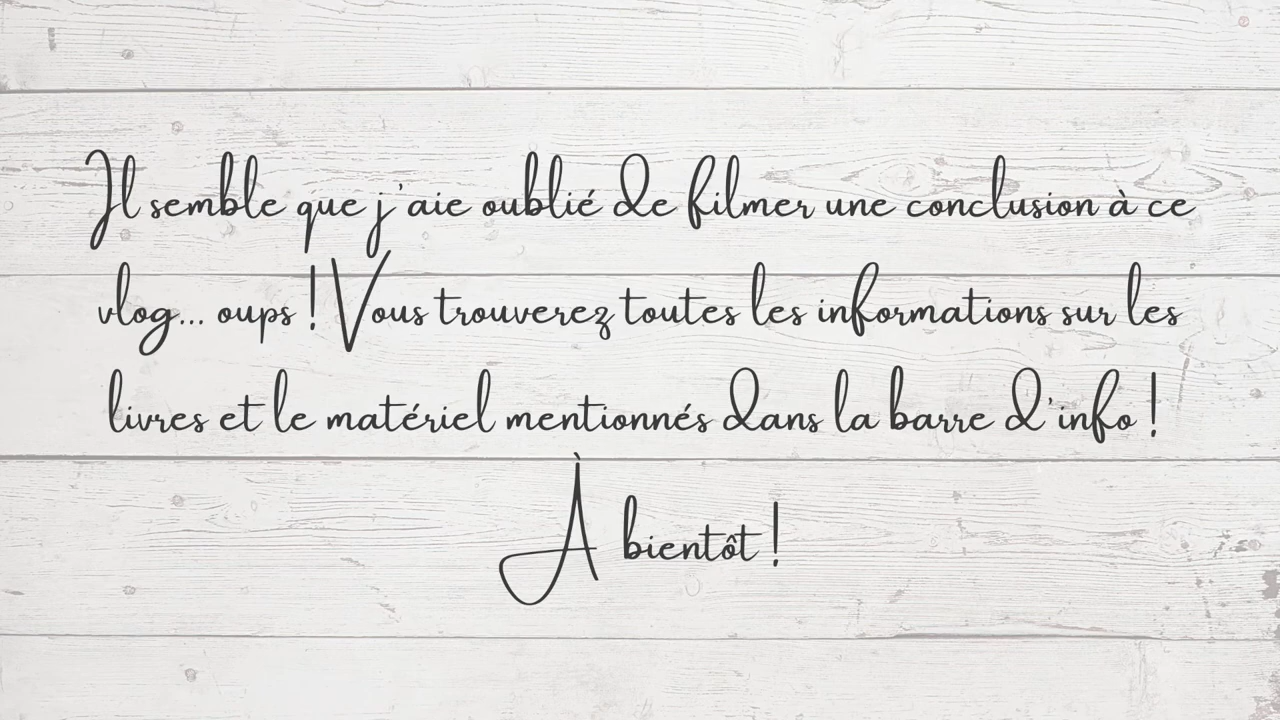 Il semble que j'aie oublié de filmer une conclusion à ce
vlog... oups ! Vous trouverez toutes les informations sur les
livres et le matériel mentionnés dans la barre d'info !
À bientôt !